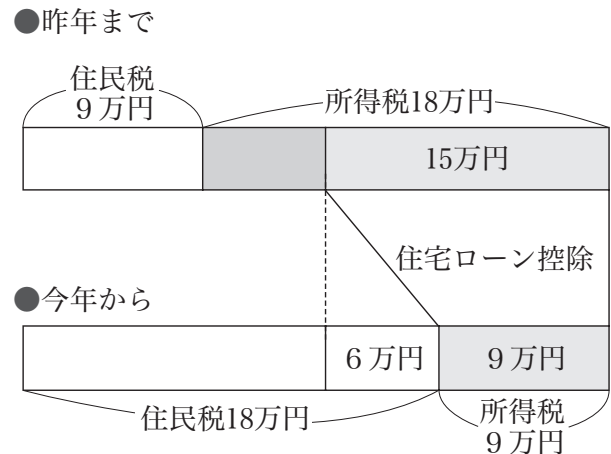 ●昨年まで
住民税
9万円
所得税18万円
15万円
住宅ローン控除
●今年から
6万円
9万円
住民税18万円
所得税
9万円